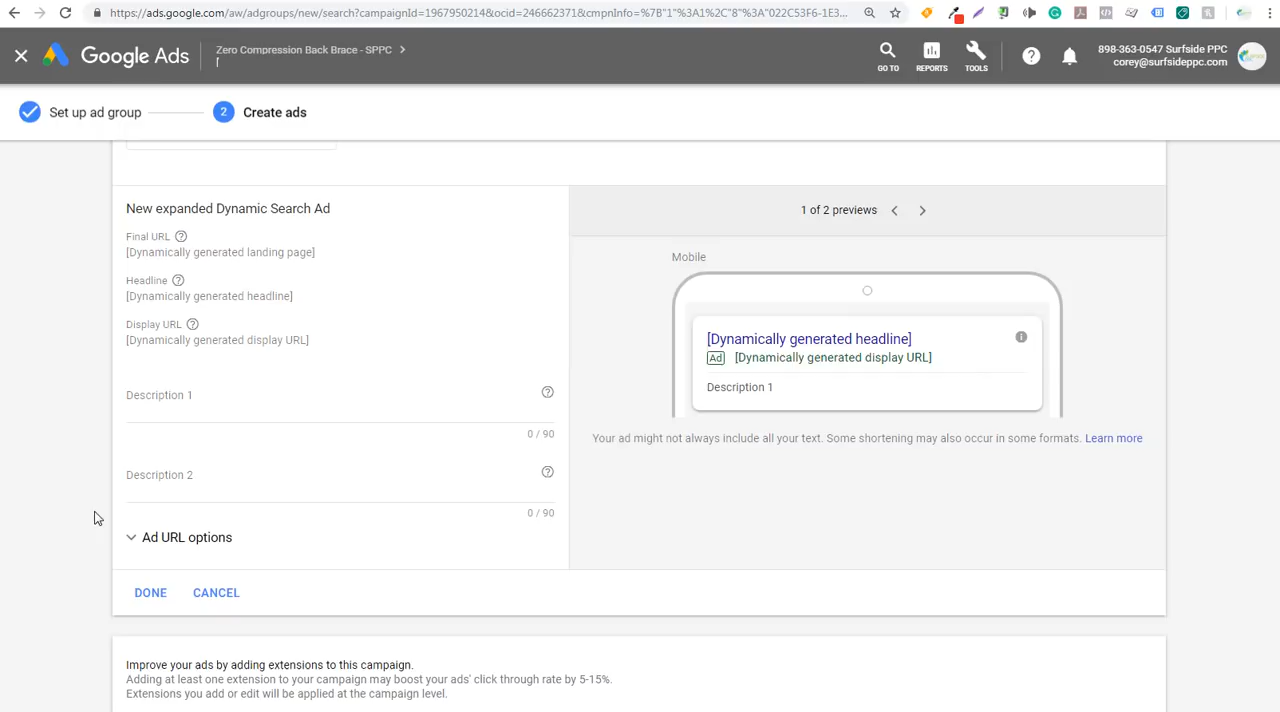 https://ads.google.com/aw/adgroups/new/search?campaignId=1967950214&ocid=246662371&cmpnInfo=%7B"1"%3A1%2C"8"%3A"022C53F6-1E3...
Google Ads
Zero Compression Back Brace - SPPC
GO TO
REPORTS
TOOLS
898-363-0547 Surfside PPC
corey@surfsideppc.com
Set up ad group
2
Create ads
New expanded Dynamic Search Ad
Final URL
[Dynamically generated landing page]
Headline
[Dynamically generated headline]
Display URL
[Dynamically generated display URL]
Description 1
0 / 90
Description 2
0 / 90
Ad URL options
DONE
CANCEL
1 of 2 previews
Mobile
[Dynamically generated headline]
Ad
[Dynamically generated display URL]
Description 1
Your ad might not always include all your text. Some shortening may also occur in some formats. Learn more
Improve your ads by adding extensions to this campaign.
Adding at least one extension to your campaign may boost your ads' click through rate by 5-15%.
Extensions you add or edit will be applied at the campaign level.